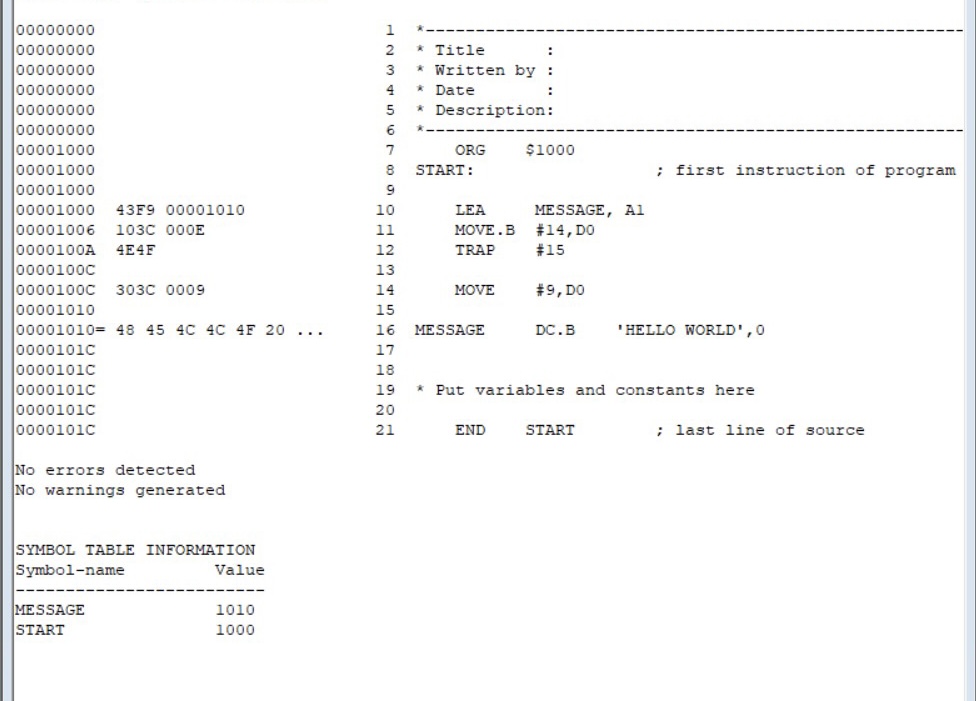 00000000 1 *------------------------------------------------------
00000000 2 * Title :
00000000 3 * Written by :
00000000 4 * Date :
00000000 5 * Description:
00000000 6 *------------------------------------------------------
00001000 7 ORG $1000
00001000 8 START: ; first instruction of program
00001000 9
00001000 43F9 00001010 10 LEA MESSAGE, A1
00001006 103C 000E 11 MOVE.B #14,D0
0000100A 4E4F 12 TRAP #15
0000100C 13
0000100C 303C 0009 14 MOVE #9,D0
00001010 15
00001010= 48 45 4C 4C 4F 20 ... 16 MESSAGE DC.B 'HELLO WORLD',0
0000101C 17
0000101C 18
0000101C 19 * Put variables and constants here
0000101C 20
0000101C 21 END START ; last line of source
No errors detected
No warnings generated
SYMBOL TABLE INFORMATION
Symbol-name Value
-------------------------
MESSAGE 1010
START 1000